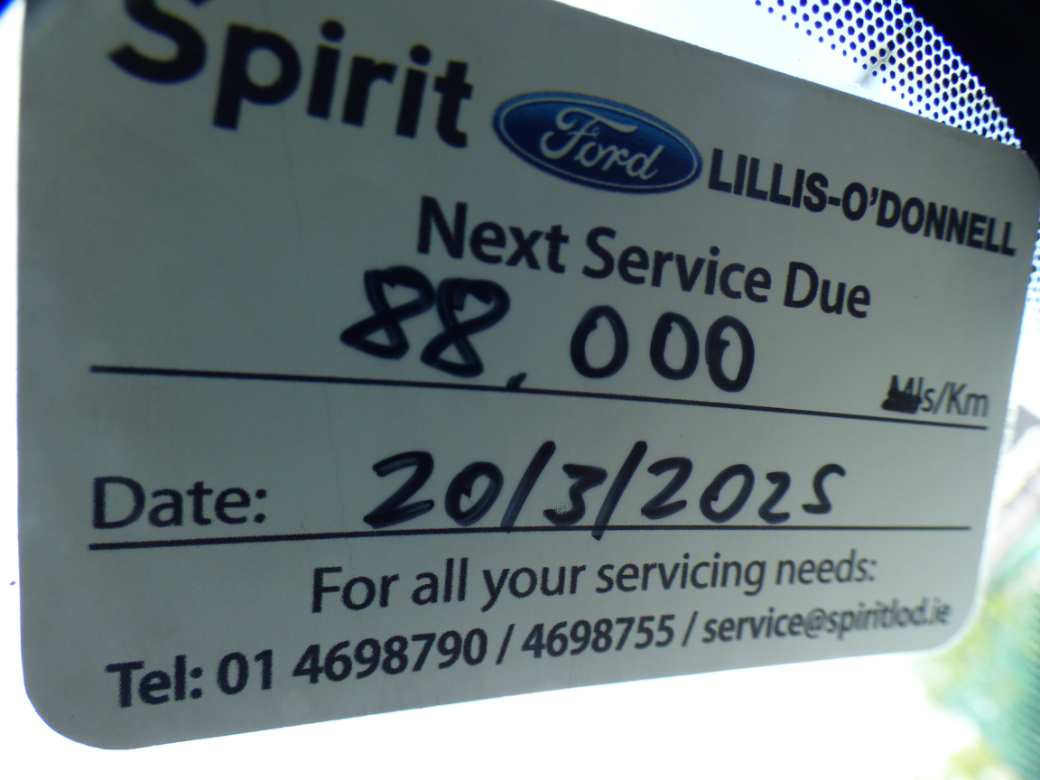 Spirit Ford LILLIS-O'DONNELL
Next Service Due
88,000 Mls/Km
Date: 20/3/2025
For all your servicing needs:
Tel: 01 4698790 / 4698755 / service@spiritlod.ie